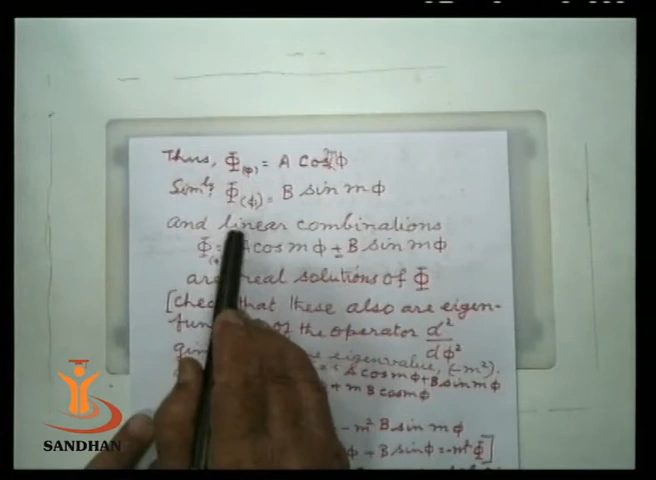 Thus, Φ(φ) = A cos mφ
Simly Φ(φ) = B sin mφ
and linear combinations
Φ = A cos mφ ± B sin mφ
are real solutions of Φ
[check that these also are eigen-
functions of the operator d²/dφ²
eigenvalue, (-m²).
A cos mφ + B sin mφ
+ m B cos mφ
- m² B sin mφ
φ + B sin mφ = -m² Φ]
SANDHAN